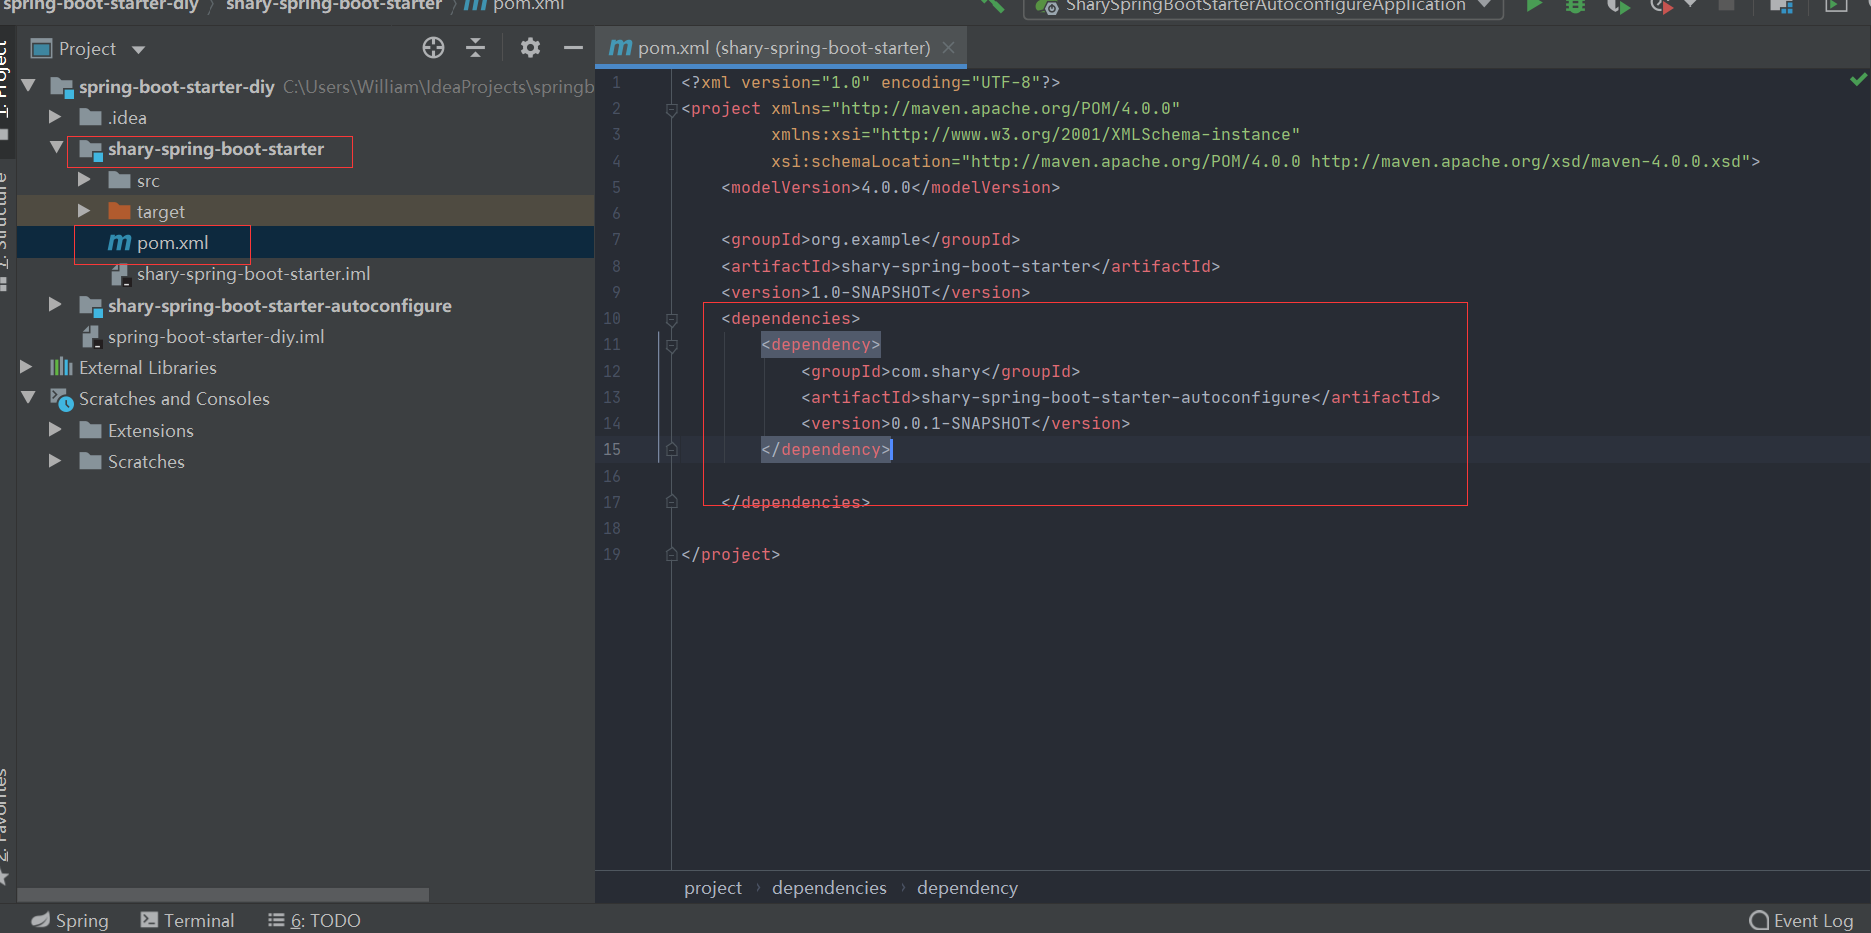 spring-boot-starter-diy 〉 shary-spring-boot-starter 〉 m pom.xml
SharySpringBootStarterAutoconfigureApplication
1: Project
Project
pom.xml (shary-spring-boot-starter)
spring-boot-starter-diy C:\Users\William\IdeaProjects\springb
.idea
shary-spring-boot-starter
src
target
pom.xml
shary-spring-boot-starter.iml
shary-spring-boot-starter-autoconfigure
spring-boot-starter-diy.iml
External Libraries
Scratches and Consoles
Extensions
Scratches
7: Structure
2: Favorites
1 <?xml version="1.0" encoding="UTF-8"?>
2 <project xmlns="http://maven.apache.org/POM/4.0.0"
3 xmlns:xsi="http://www.w3.org/2001/XMLSchema-instance"
4 xsi:schemaLocation="http://maven.apache.org/POM/4.0.0 http://maven.apache.org/xsd/maven-4.0.0.xsd">
5 <modelVersion>4.0.0</modelVersion>
6
7 <groupId>org.example</groupId>
8 <artifactId>shary-spring-boot-starter</artifactId>
9 <version>1.0-SNAPSHOT</version>
10 <dependencies>
11 <dependency>
12 <groupId>com.shary</groupId>
13 <artifactId>shary-spring-boot-starter-autoconfigure</artifactId>
14 <version>0.0.1-SNAPSHOT</version>
15 </dependency>
16
17 </dependencies>
18
19 </project>
project › dependencies › dependency
Spring
Terminal
6: TODO
Event Log